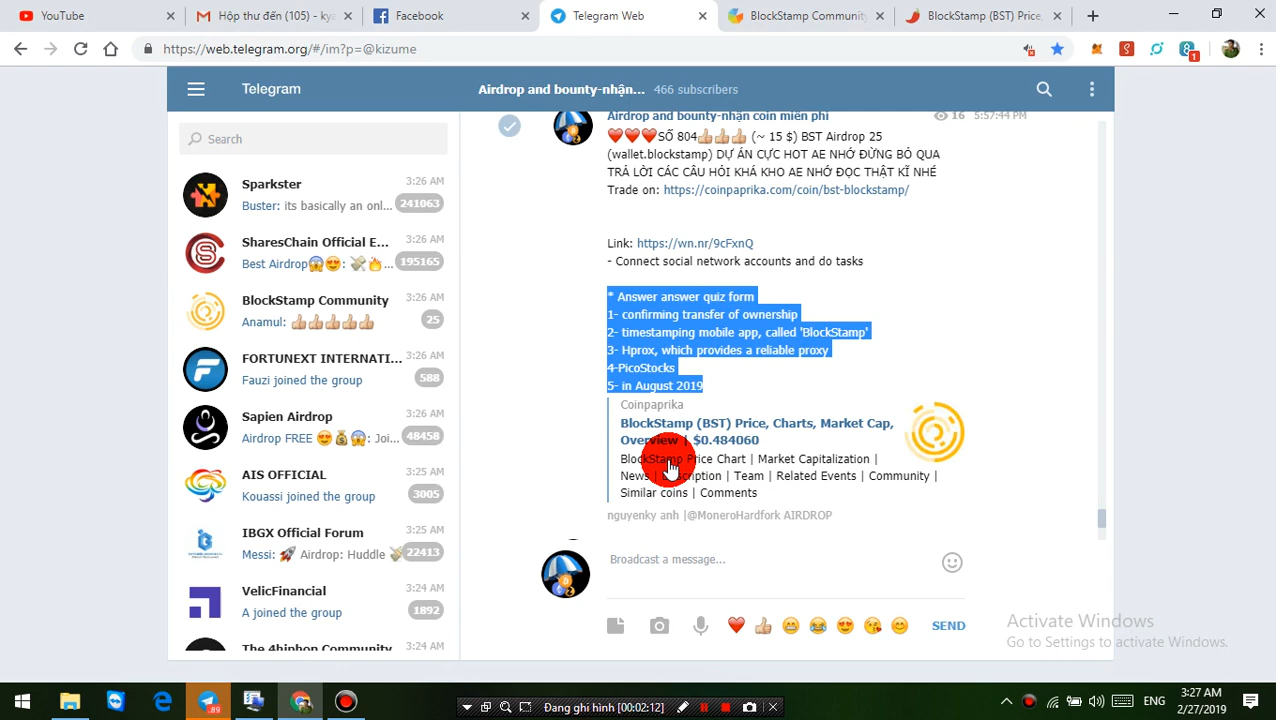 YouTube
Hộp thư đến (105) - kya
Facebook
Telegram Web
BlockStamp Communit
BlockStamp (BST) Price,
https://web.telegram.org/#/im?p=@kizume
1
Telegram
Airdrop and bounty-nhận... 466 subscribers
Search
Sparkster 3:26 AM
Buster: its basically an onl... 241063
SharesChain Official E... 3:26 AM
Best Airdrop😱😍: 💸🔥... 195165
BlockStamp Community 3:26 AM
Anamul: 👍👍👍👍👍 25
FORTUNEXT INTERNATI... 3:26 AM
Fauzi joined the group 588
Sapien Airdrop 3:26 AM
Airdrop FREE 😍💰😱: Joi... 48458
AIS OFFICIAL 3:25 AM
Kouassi joined the group 3005
IBGX Official Forum 3:25 AM
Messi: 🚀 Airdrop: Huddle 💸 22413
VelicFinancial 3:24 AM
A joined the group 1892
The 4hiphop Community 3:24 AM
Airdrop and bounty-nhận coin miễn phí 16 5:57:44 PM
❤️❤️❤️SỐ 804👍👍👍 (~ 15 $) BST Airdrop 25
(wallet.blockstamp) DỰ ÁN CỰC HOT AE NHỚ ĐỪNG BỎ QUA
TRẢ LỜI CÁC CÂU HỎI KHÁ KHO AE NHỚ ĐỌC THẬT KĨ NHÉ
Trade on: https://coinpaprika.com/coin/bst-blockstamp/
Link: https://wn.nr/9cFxnQ
- Connect social network accounts and do tasks
* Answer answer quiz form
1- confirming transfer of ownership
2- timestamping mobile app, called 'BlockStamp'
3- Hprox, which provides a reliable proxy
4-PicoStocks
5- in August 2019
Coinpaprika
BlockStamp (BST) Price, Charts, Market Cap,
Overview | $0.484060
BlockStamp Price Chart | Market Capitalization |
News | Description | Team | Related Events | Community |
Similar coins | Comments
nguyenky anh |@MoneroHardfork AIRDROP
Broadcast a message...
SEND
Activate Windows
Go to Settings to activate Windows.
89
Đang ghi hình [00:02:12]
ENG
3:27 AM
2/27/2019